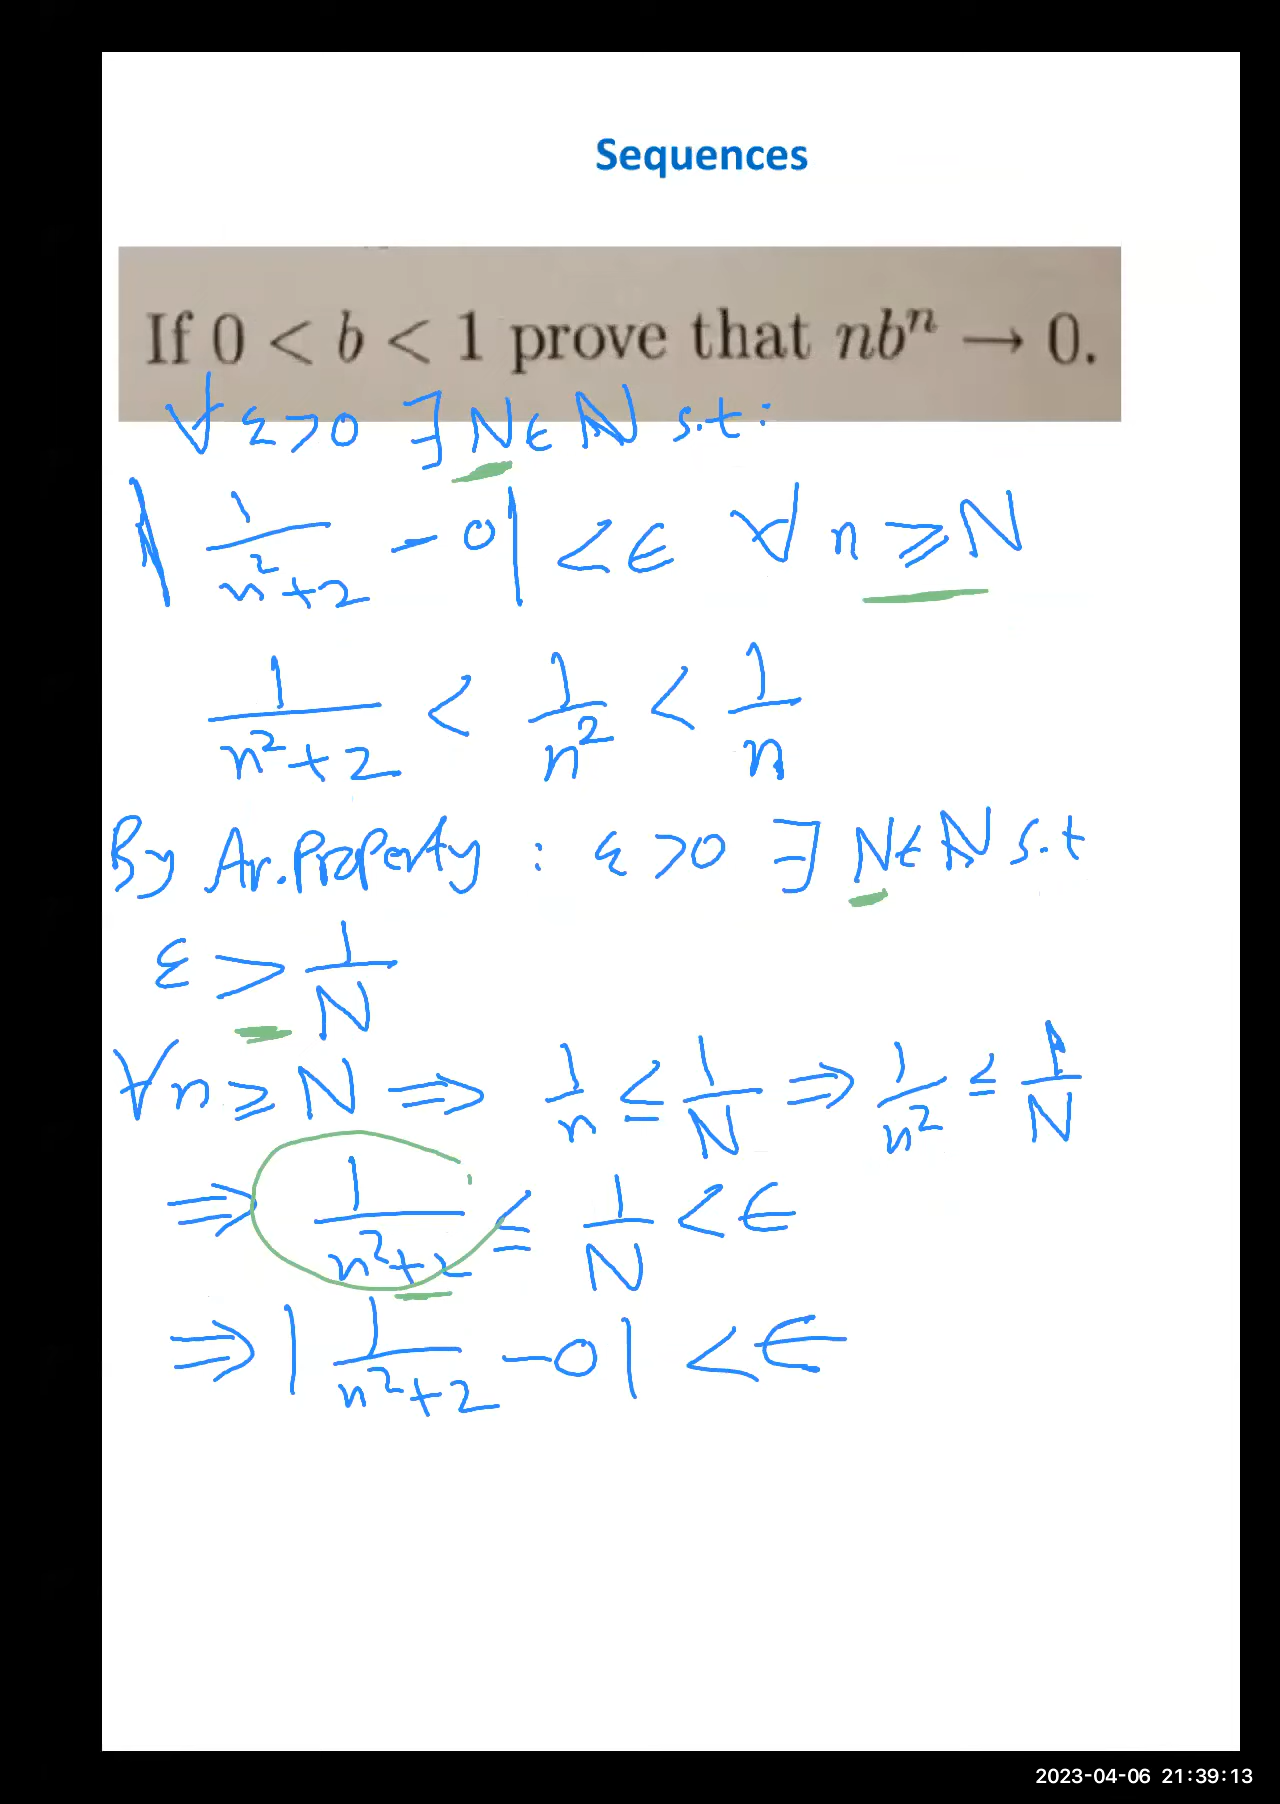 Sequences
If 0 < b < 1 prove that nbⁿ → 0.
∀ ε>0 ∃ N∈ℕ s.t:
| 1/(n²+2) - 0| < ϵ ∀ n ≥ N
1/(n²+2) < 1/n² < 1/n
By Ar.Property : ε>0 ∃ N∈ℕ s.t
ε > 1/N
∀n ≥ N ⇒ 1/n ≤ 1/N ⇒ 1/n² ≤ 1/N
⇒ 1/(n²+2) ≤ 1/N < ϵ
⇒ | 1/(n²+2) - 0 | < ϵ
2023-04-06 21:39:13